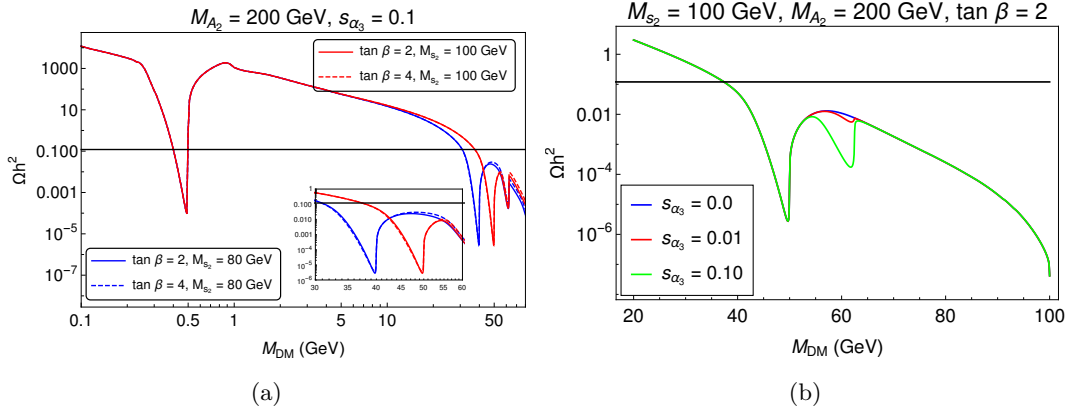 M_{A_2} = 200 GeV, s_{α_3} = 0.1
tan β = 2, M_{s_2} = 100 GeV
tan β = 4, M_{s_2} = 100 GeV
1000
10
0.100
0.001
10^{-5}
10^{-7}
Ωh^2
0.100
0.010
0.001
10^{-4}
10^{-5}
10^{-6}
30 35 40 45 50 55 60
tan β = 2, M_{s_2} = 80 GeV
tan β = 4, M_{s_2} = 80 GeV
0.1 0.5 1 5 10 50
M_{DM} (GeV)
(a)
M_{s_2} = 100 GeV, M_{A_2} = 200 GeV, tan β = 2
1
0.01
10^{-4}
10^{-6}
Ωh^2
s_{α_3} = 0.0
s_{α_3} = 0.01
s_{α_3} = 0.10
20 40 60 80 100
M_{DM} (GeV)
(b)